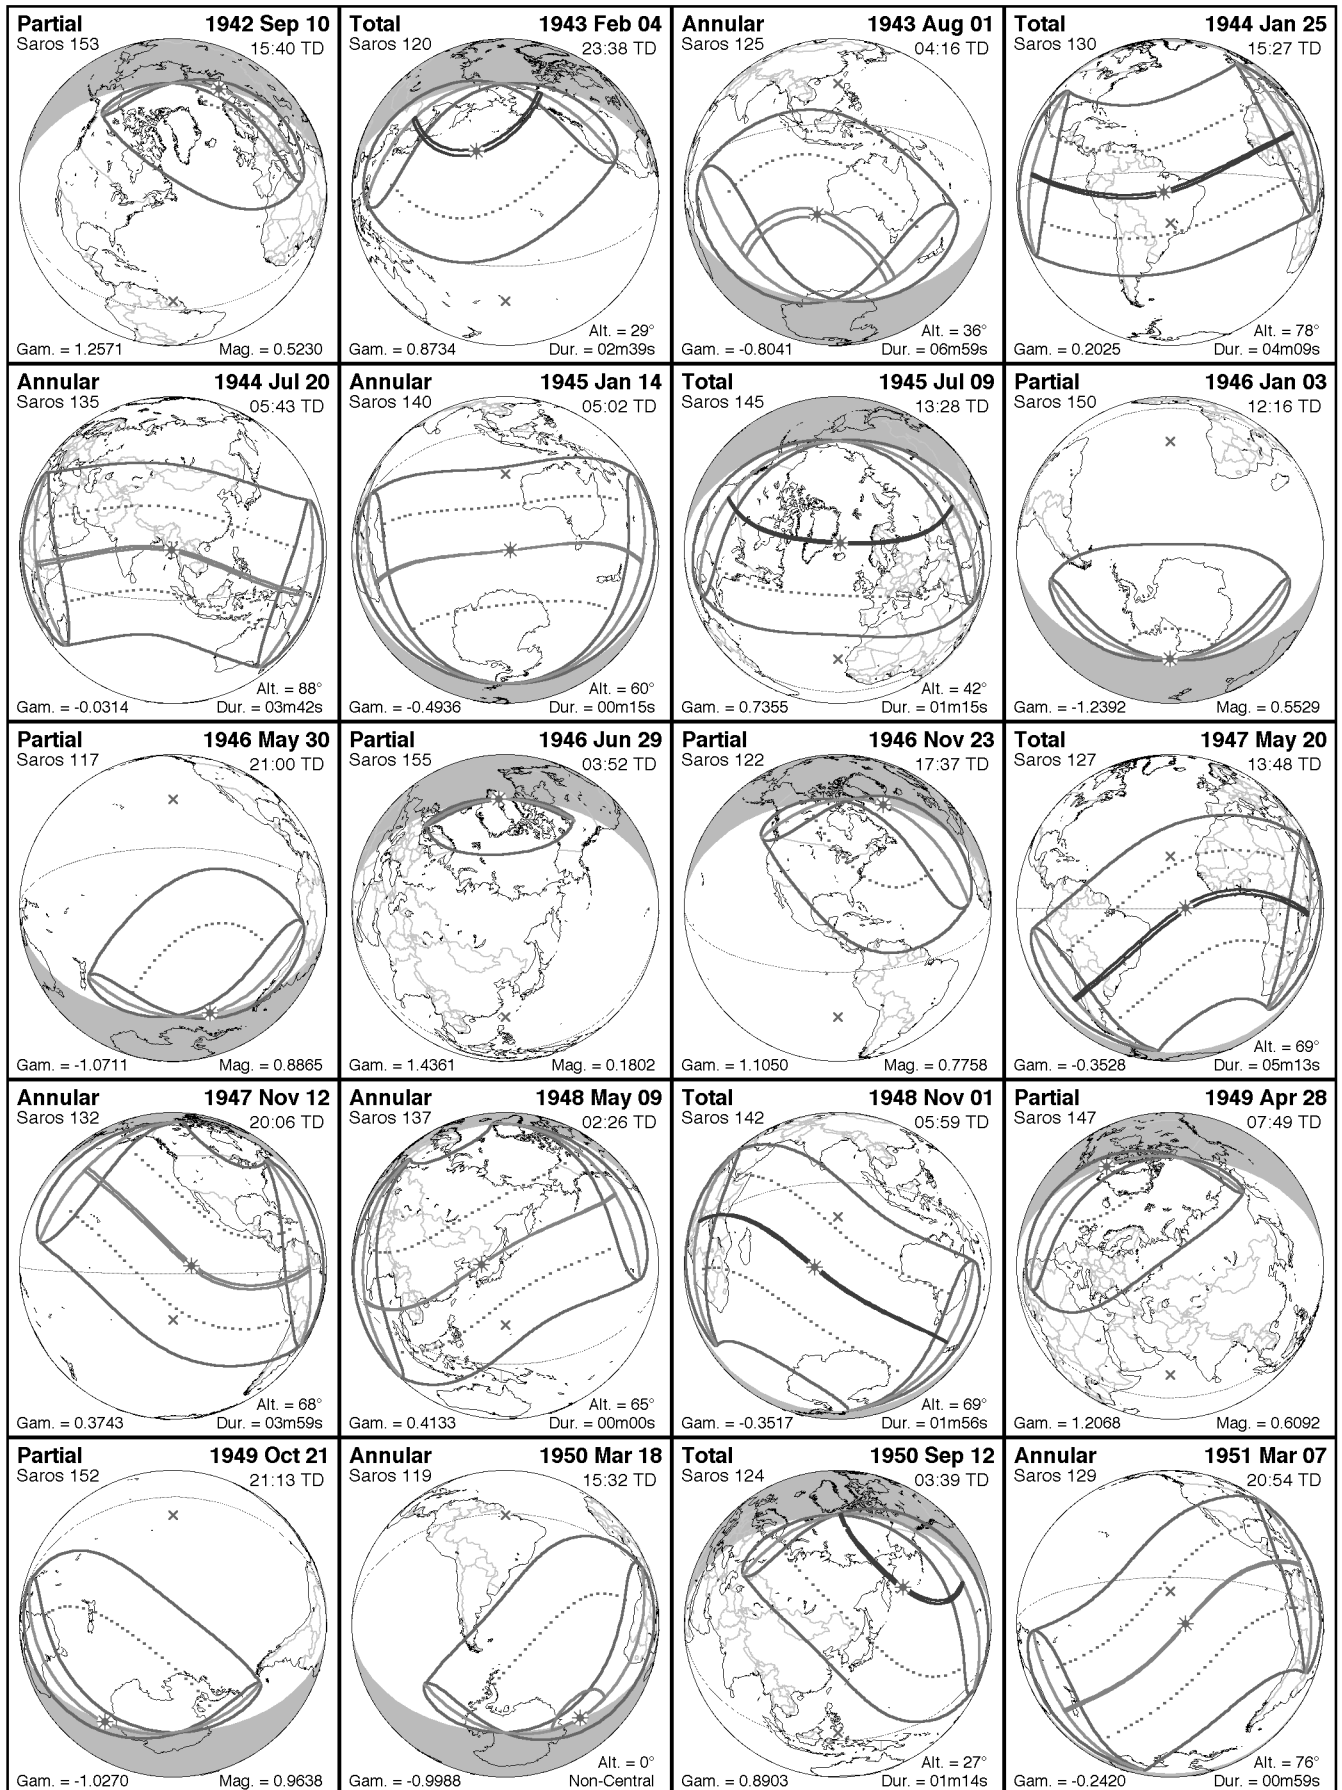 Partial 1942 Sep 10
Saros 153 15:40 TD
Gam. = 1.2571 Mag. = 0.5230
Total 1943 Feb 04
Saros 120 23:38 TD
Alt. = 29°
Gam. = 0.8734 Dur. = 02m39s
Annular 1943 Aug 01
Saros 125 04:16 TD
Alt. = 36°
Gam. = -0.8041 Dur. = 06m59s
Total 1944 Jan 25
Saros 130 15:27 TD
Alt. = 78°
Gam. = 0.2025 Dur. = 04m09s
Annular 1944 Jul 20
Saros 135 05:43 TD
Alt. = 88°
Gam. = -0.0314 Dur. = 03m42s
Annular 1945 Jan 14
Saros 140 05:02 TD
Alt. = 60°
Gam. = -0.4936 Dur. = 00m15s
Total 1945 Jul 09
Saros 145 13:28 TD
Alt. = 42°
Gam. = 0.7355 Dur. = 01m15s
Partial 1946 Jan 03
Saros 150 12:16 TD
Gam. = -1.2392 Mag. = 0.5529
Partial 1946 May 30
Saros 117 21:00 TD
Gam. = -1.0711 Mag. = 0.8865
Partial 1946 Jun 29
Saros 155 03:52 TD
Gam. = 1.4361 Mag. = 0.1802
Partial 1946 Nov 23
Saros 122 17:37 TD
Gam. = 1.1050 Mag. = 0.7758
Total 1947 May 20
Saros 127 13:48 TD
Alt. = 69°
Gam. = -0.3528 Dur. = 05m13s
Annular 1947 Nov 12
Saros 132 20:06 TD
Alt. = 68°
Gam. = 0.3743 Dur. = 03m59s
Annular 1948 May 09
Saros 137 02:26 TD
Alt. = 65°
Gam. = 0.4133 Dur. = 00m00s
Total 1948 Nov 01
Saros 142 05:59 TD
Alt. = 69°
Gam. = -0.3517 Dur. = 01m56s
Partial 1949 Apr 28
Saros 147 07:49 TD
Gam. = 1.2068 Mag. = 0.6092
Partial 1949 Oct 21
Saros 152 21:13 TD
Gam. = -1.0270 Mag. = 0.9638
Annular 1950 Mar 18
Saros 119 15:32 TD
Alt. = 0°
Gam. = -0.9988 Non-Central
Total 1950 Sep 12
Saros 124 03:39 TD
Alt. = 27°
Gam. = 0.8903 Dur. = 01m14s
Annular 1951 Mar 07
Saros 129 20:54 TD
Alt. = 76°
Gam. = -0.2420 Dur. = 00m59s